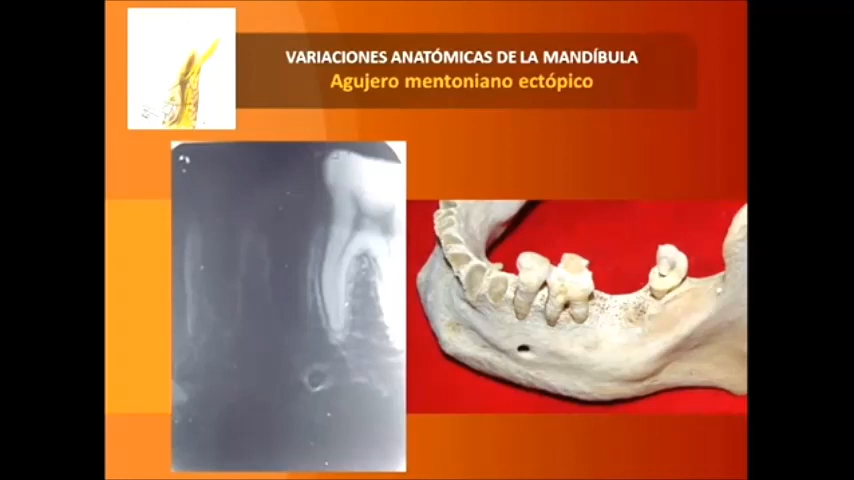 VARIACIONES ANATÓMICAS DE LA MANDÍBULA
Agujero mentoniano ectópico